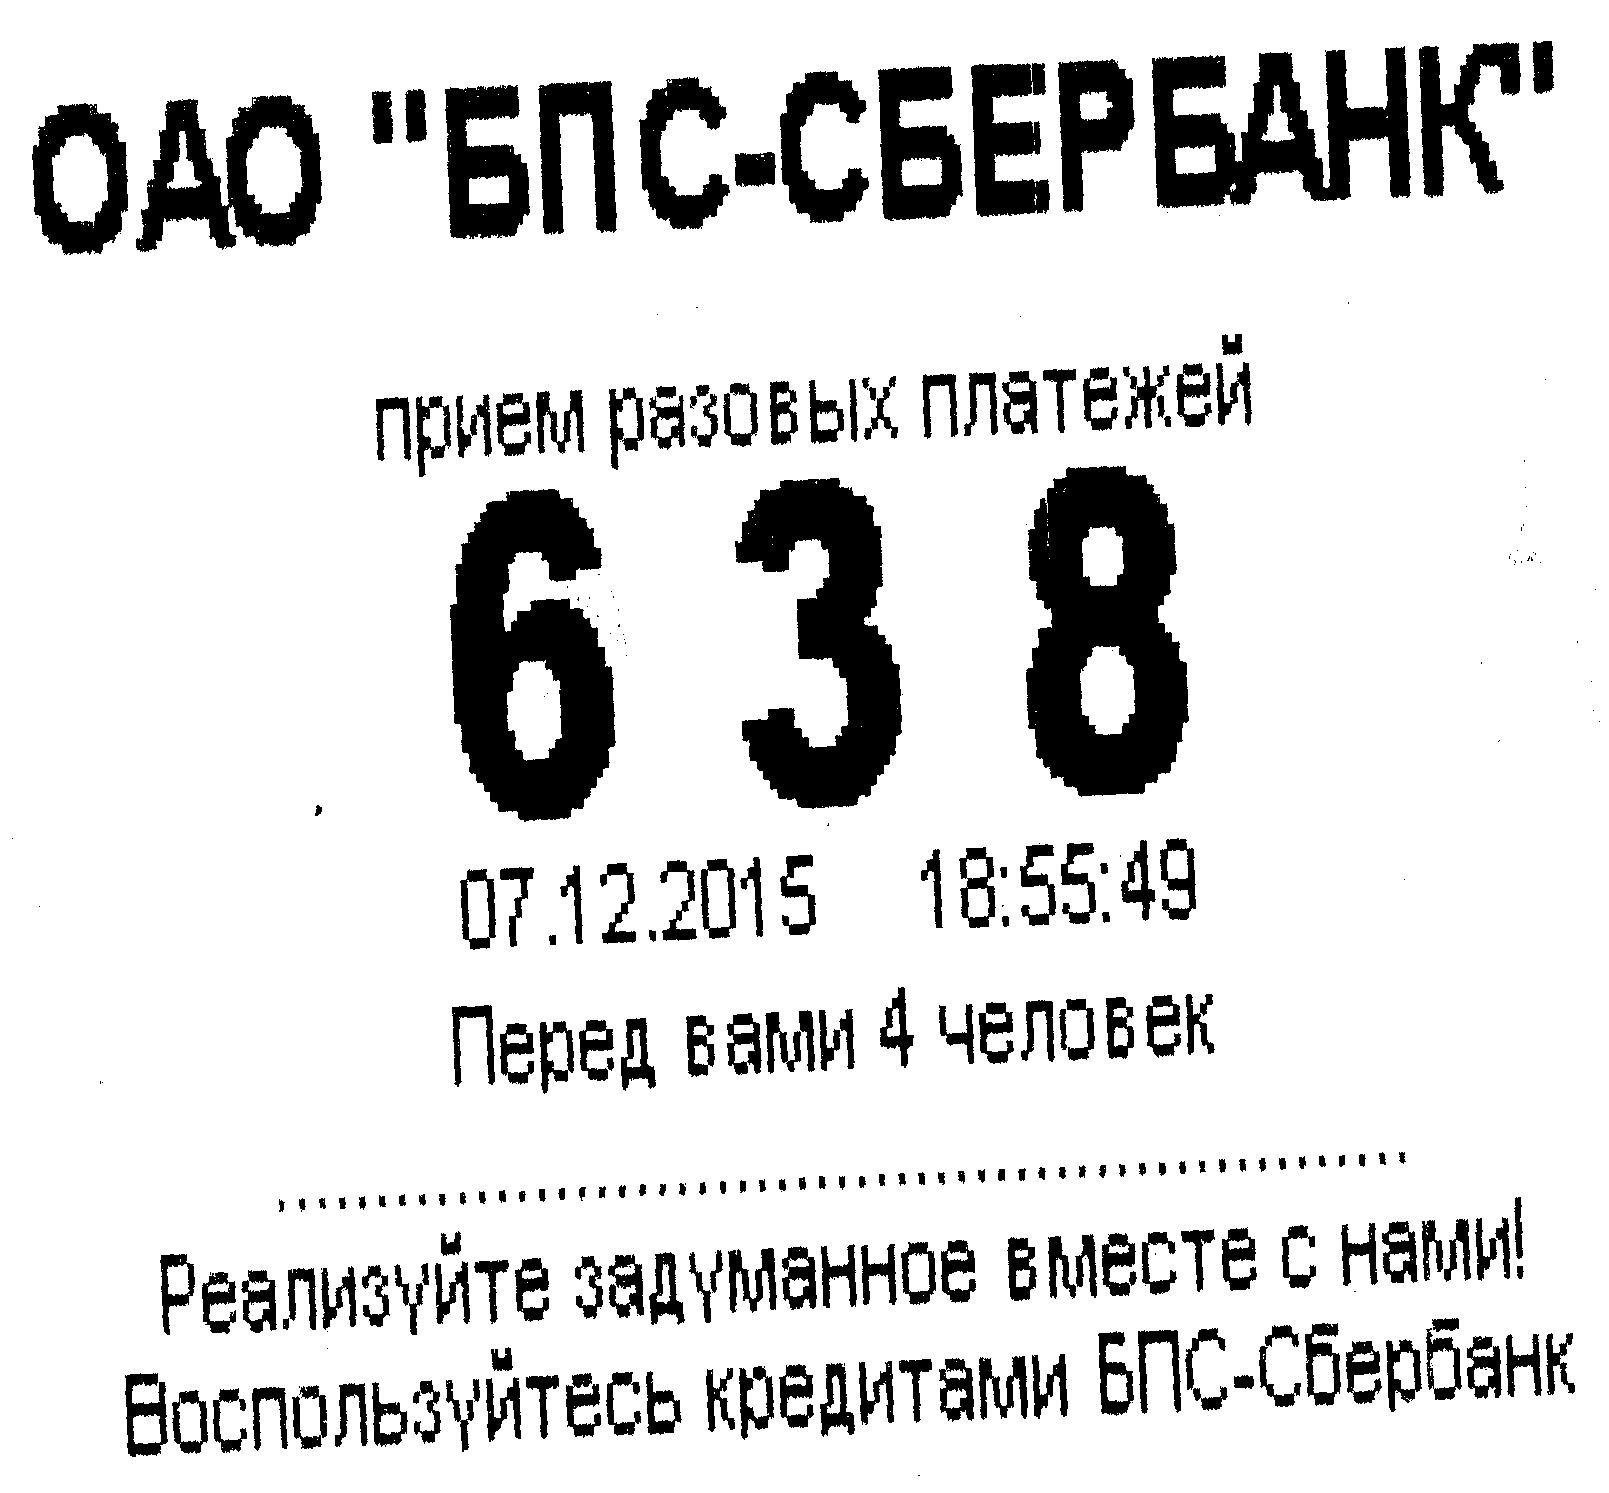 ОАО "БПС-СБЕРБАНК"
прием разовых платежей
638
07.12.2015 18:55:49
Перед вами 4 человек
Реализуйте задуманное вместе с нами!
Воспользуйтесь кредитами БПС-Сбербанк